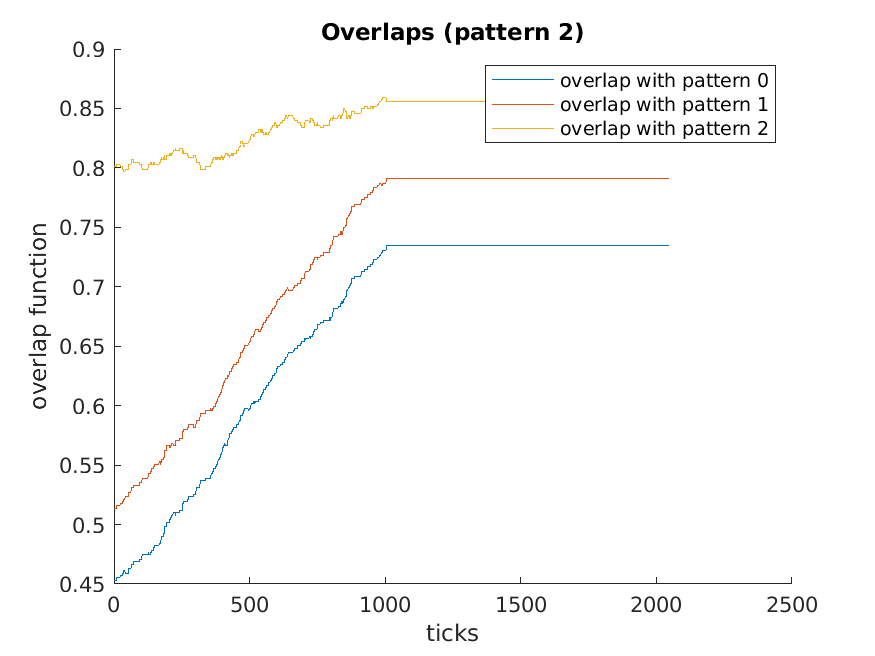 Overlaps (pattern 2)
0.9
0.85
0.8
0.75
0.7
0.65
0.6
0.55
0.5
0.45
overlap function
overlap with pattern 0
overlap with pattern 1
overlap with pattern 2
0 500 1000 1500 2000 2500
ticks